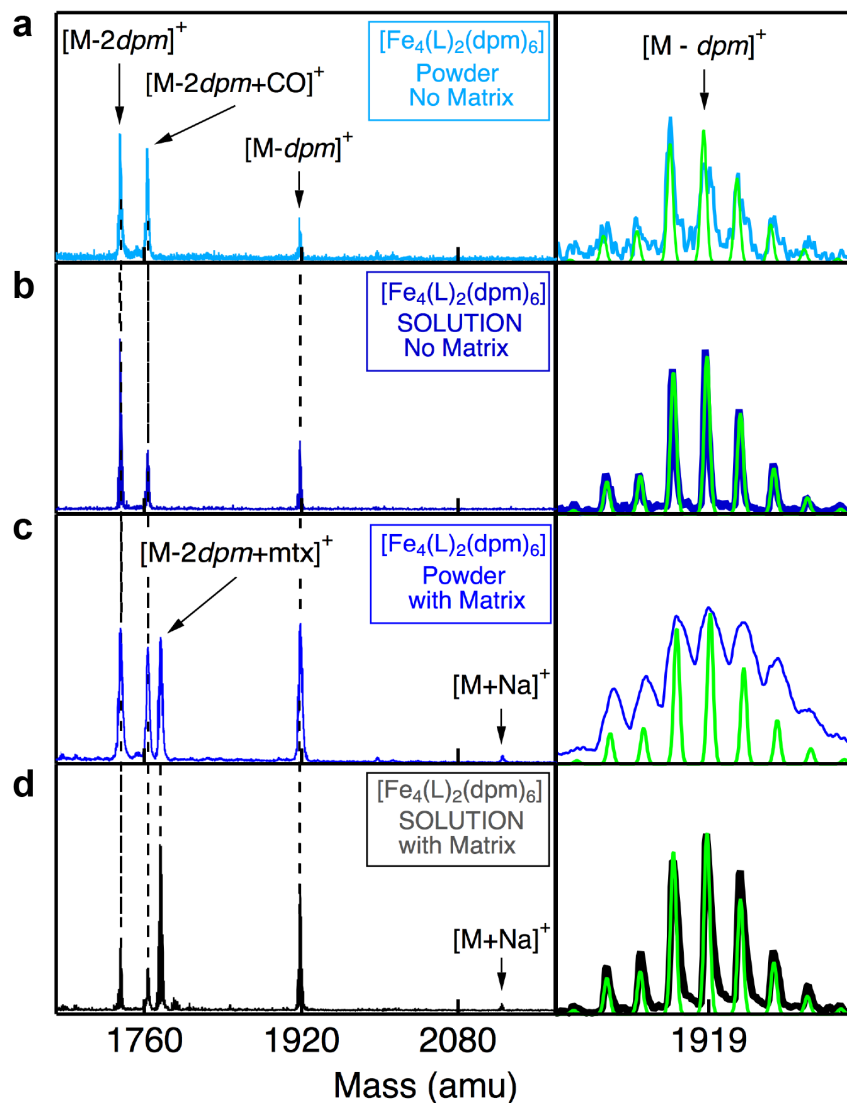 a
[M-2dpm]⁺
[M-2dpm+CO]⁺
[M-dpm]⁺
[Fe₄(L)₂(dpm)₆]
Powder
No Matrix
[M - dpm]⁺
b
[Fe₄(L)₂(dpm)₆]
SOLUTION
No Matrix
c
[M-2dpm+mtx]⁺
[Fe₄(L)₂(dpm)₆]
Powder
with Matrix
[M+Na]⁺
d
[Fe₄(L)₂(dpm)₆]
SOLUTION
with Matrix
[M+Na]⁺
1760 1920 2080 1919
Mass (amu)